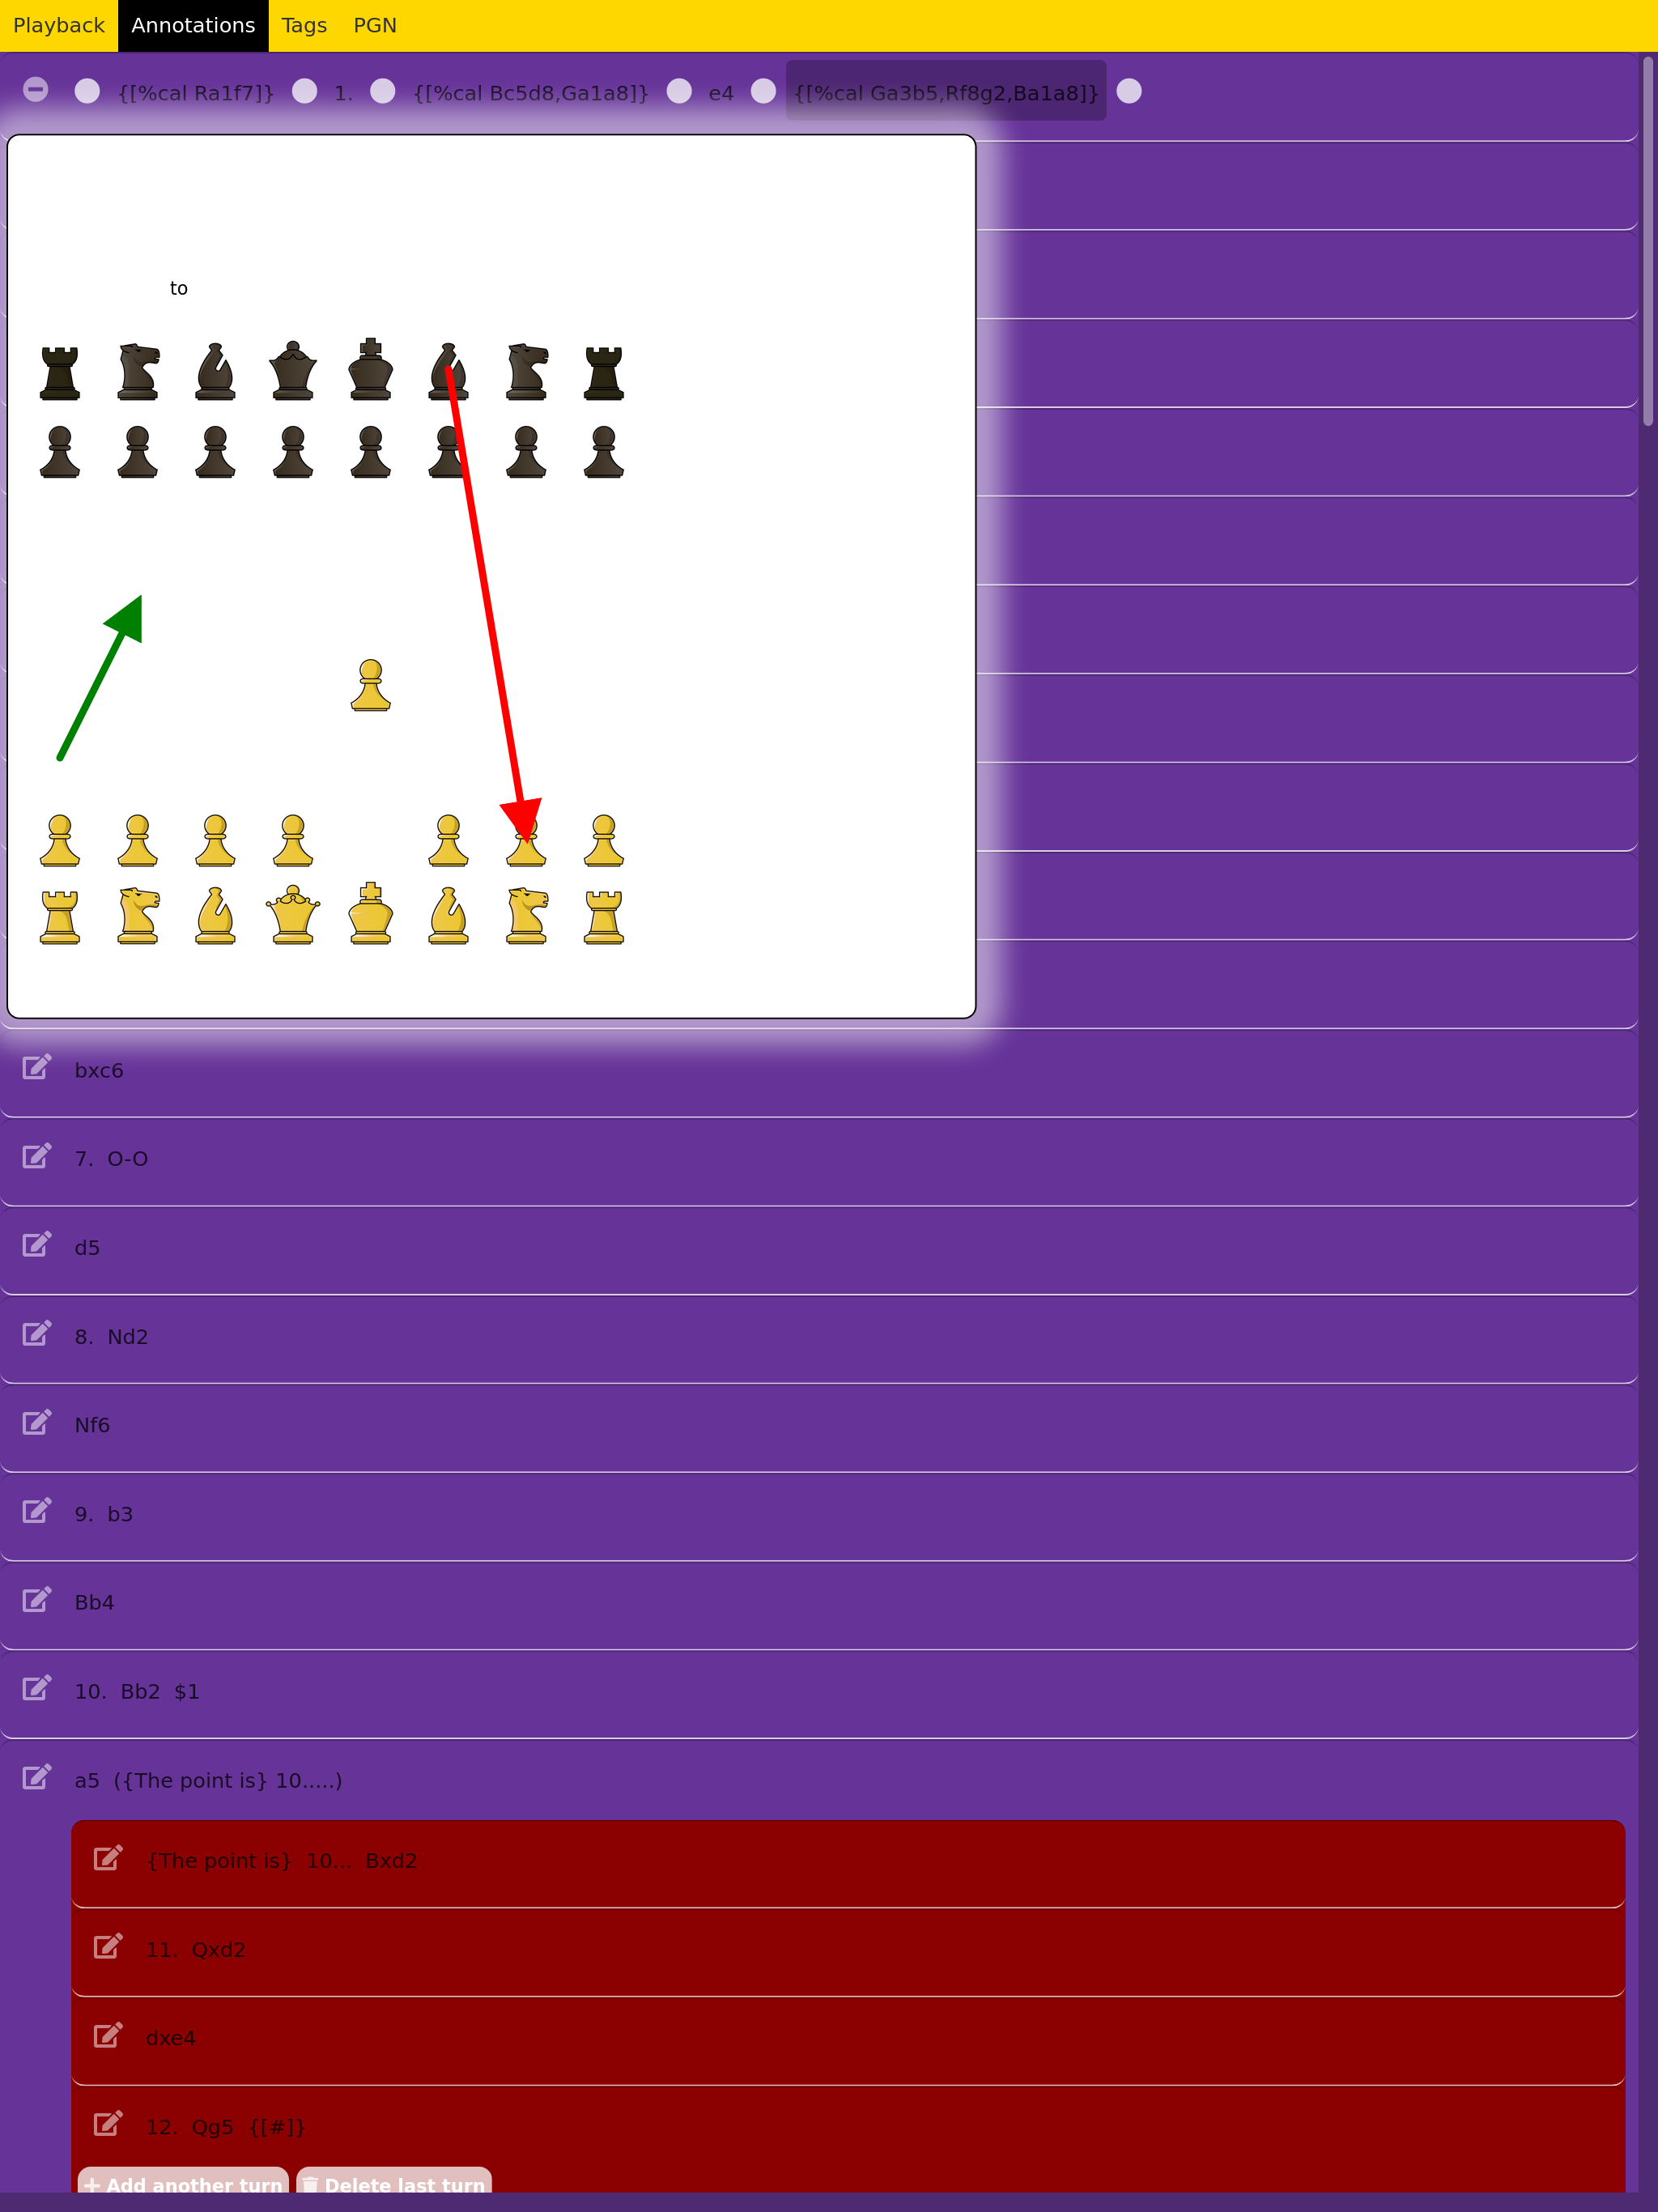 Playback Annotations Tags PGN
{[%cal Ra1f7]} 1. {[%cal Bc5d8,Ga1a8]} e4 {[%cal Ga3b5,Rf8g2,Ba1a8]}
to
bxc6
7. O-O
d5
8. Nd2
Nf6
9. b3
Bb4
10. Bb2 $1
a5 ({The point is} 10.....)
{The point is} 10... Bxd2
11. Qxd2
dxe4
12. Qg5 {[#]}
Add another turn Delete last turn